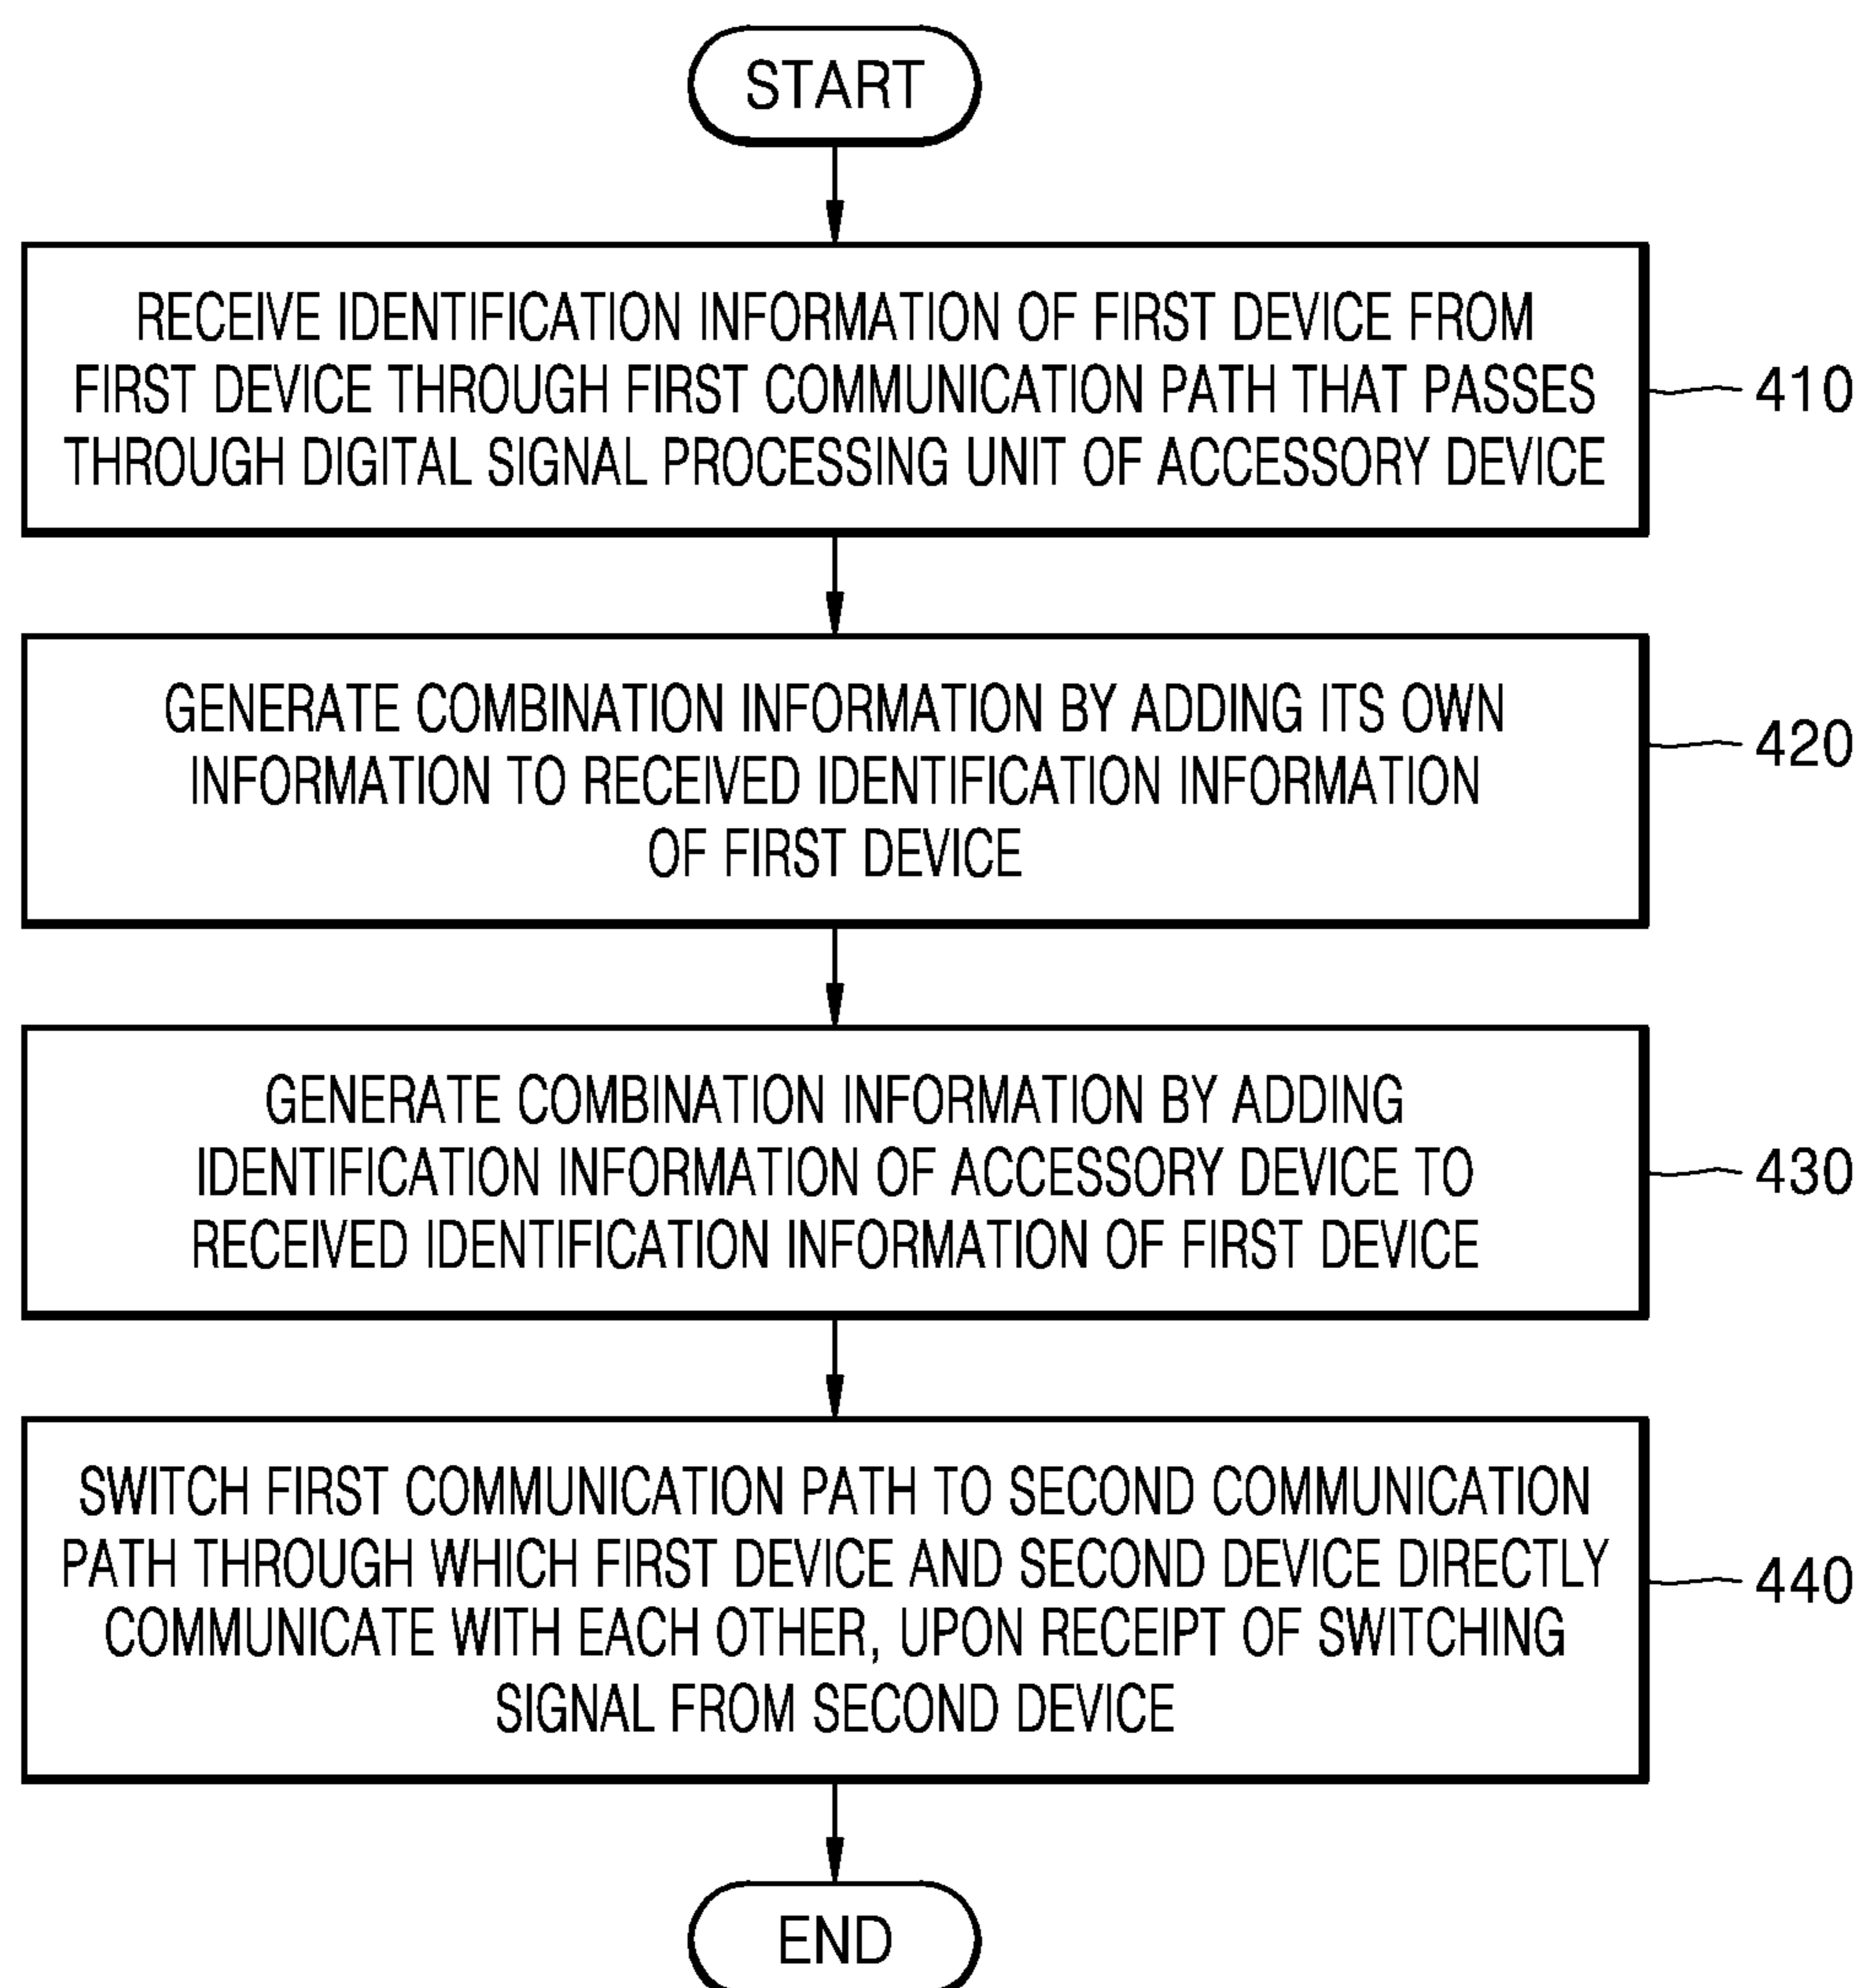 START
RECEIVE IDENTIFICATION INFORMATION OF FIRST DEVICE FROM
FIRST DEVICE THROUGH FIRST COMMUNICATION PATH THAT PASSES
THROUGH DIGITAL SIGNAL PROCESSING UNIT OF ACCESSORY DEVICE
410
GENERATE COMBINATION INFORMATION BY ADDING ITS OWN
INFORMATION TO RECEIVED IDENTIFICATION INFORMATION
OF FIRST DEVICE
420
GENERATE COMBINATION INFORMATION BY ADDING
IDENTIFICATION INFORMATION OF ACCESSORY DEVICE TO
RECEIVED IDENTIFICATION INFORMATION OF FIRST DEVICE
430
SWITCH FIRST COMMUNICATION PATH TO SECOND COMMUNICATION
PATH THROUGH WHICH FIRST DEVICE AND SECOND DEVICE DIRECTLY
COMMUNICATE WITH EACH OTHER, UPON RECEIPT OF SWITCHING
SIGNAL FROM SECOND DEVICE
440
END